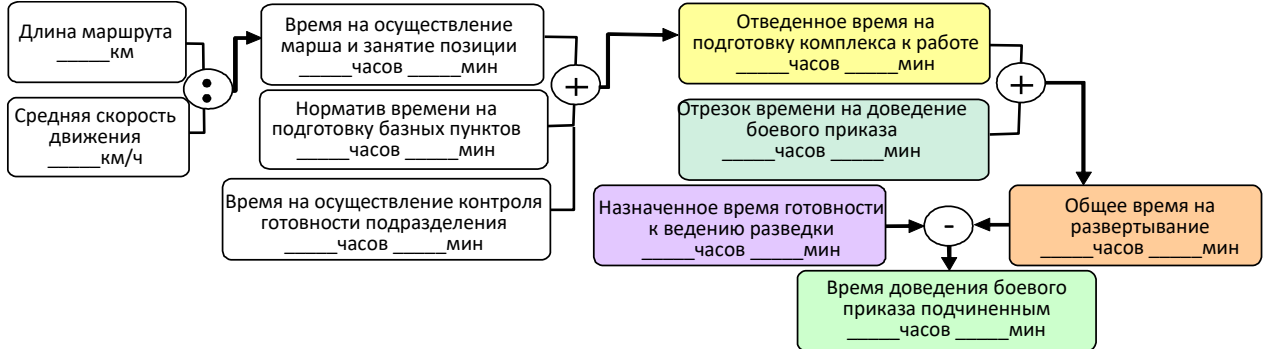 Длина маршрута
_____км
:
Средняя скорость
движения
_____км/ч
Время на осуществление
марша и занятие позиции
_____часов _____мин
+
Норматив времени на
подготовку базных пунктов
_____часов _____мин
Время на осуществление контроля
готовности подразделения
_____часов _____мин
Отведенное время на
подготовку комплекса к работе
_____часов _____мин
+
Отрезок времени на доведение
боевого приказа
_____часов _____мин
Назначенное время готовности
к ведению разведки
_____часов _____мин
-
Общее время на
развертывание
_____часов _____мин
Время доведения боевого
приказа подчиненным
_____часов _____мин